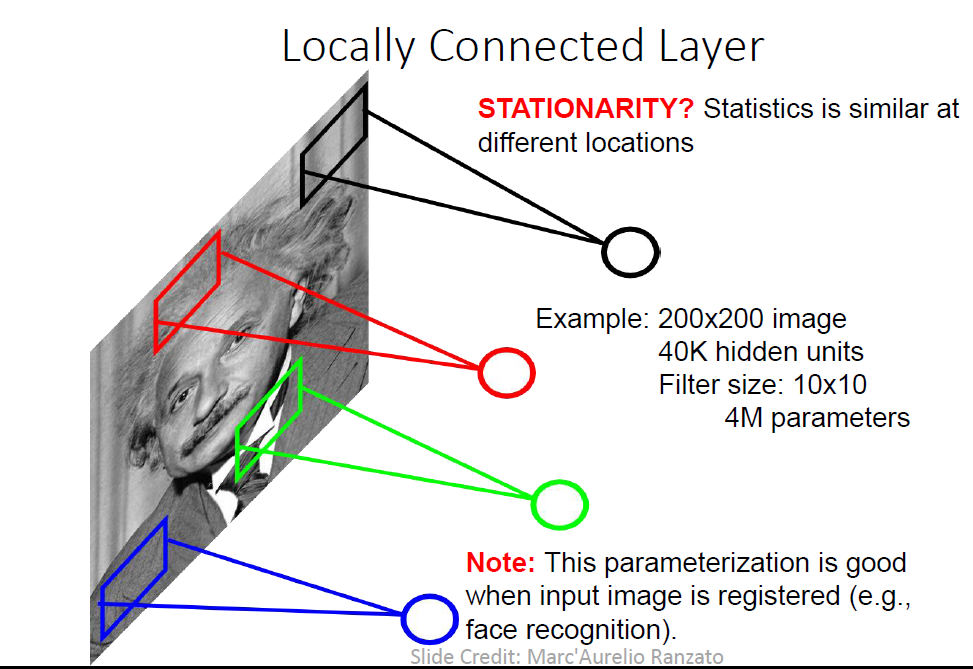 Locally Connected Layer
STATIONARITY? Statistics is similar at
different locations
Example: 200x200 image
40K hidden units
Filter size: 10x10
4M parameters
Note: This parameterization is good
when input image is registered (e.g.,
face recognition).
Slide Credit: Marc'Aurelio Ranzato